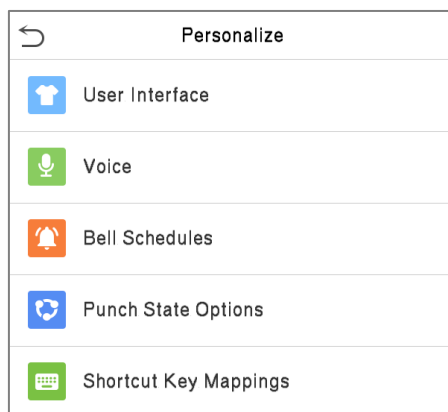 Personalize
User Interface
Voice
Bell Schedules
Punch State Options
Shortcut Key Mappings